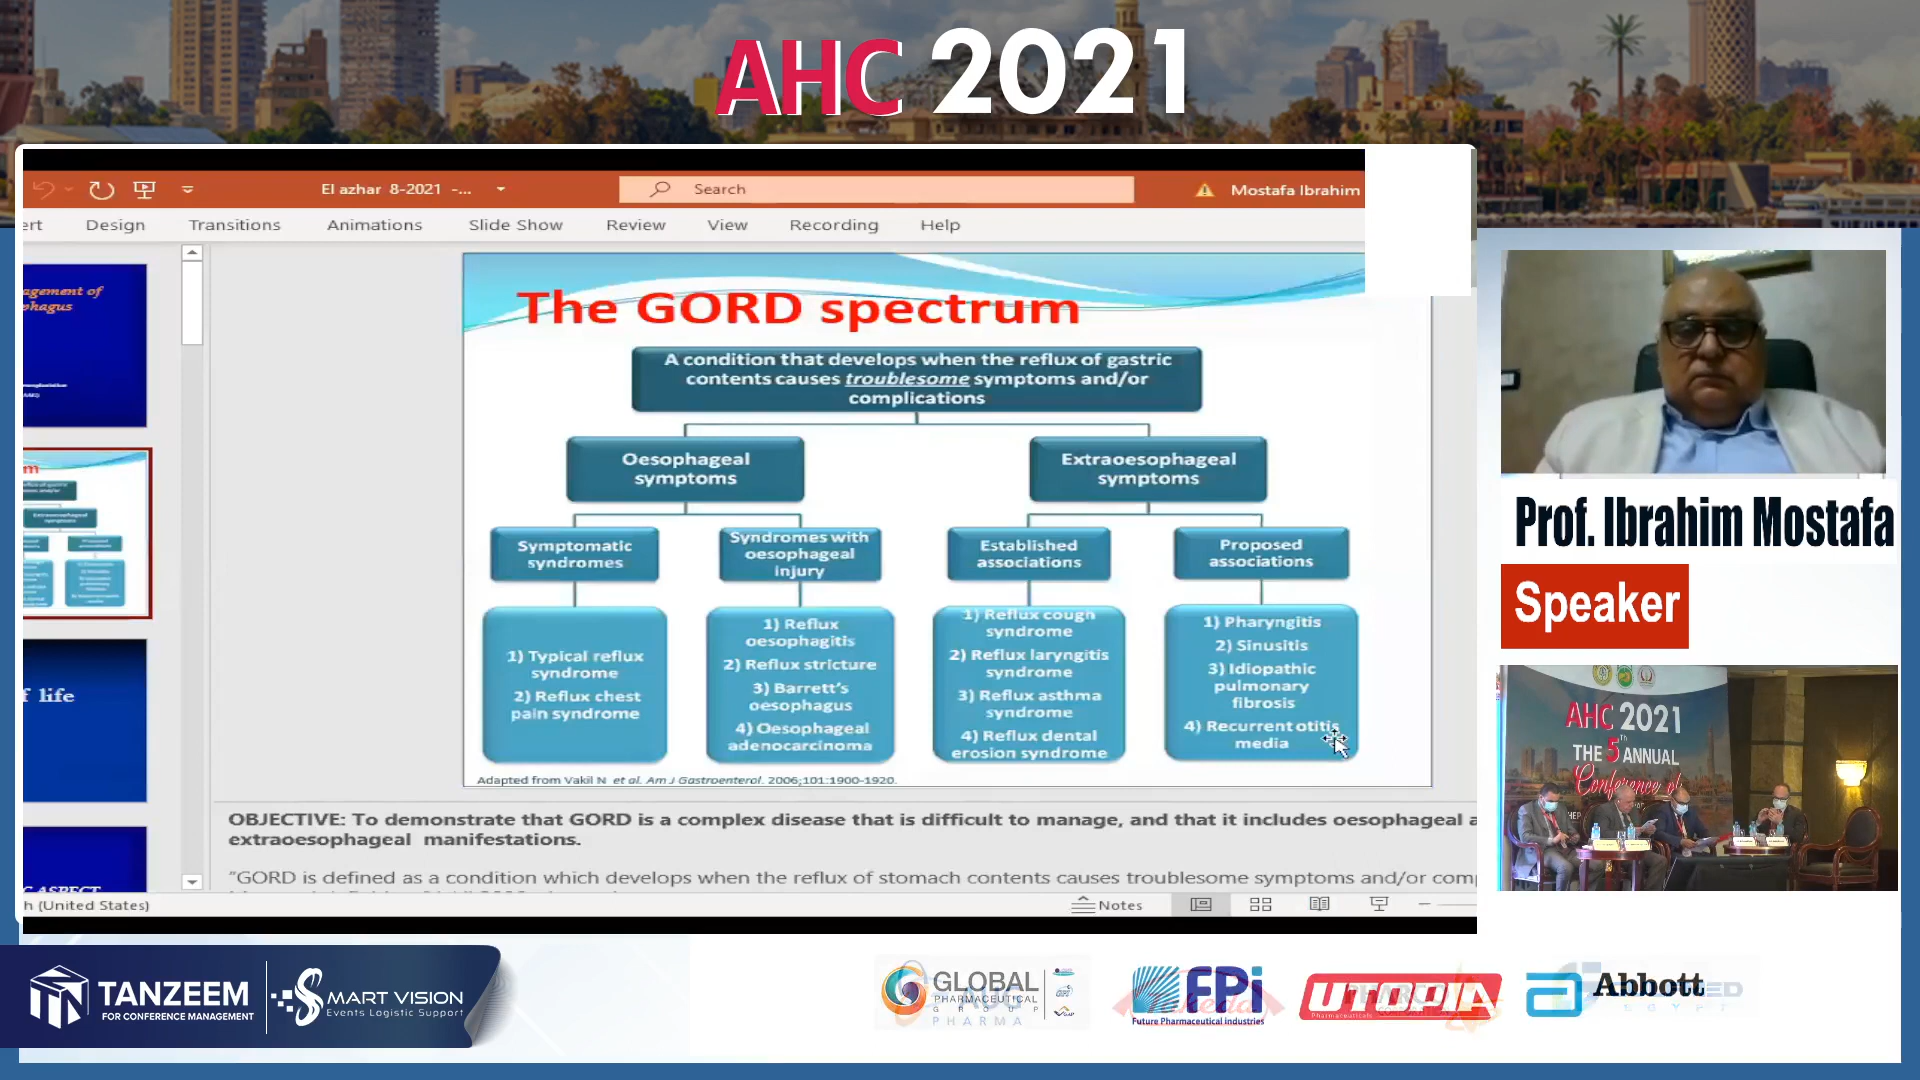 AHC 2021
El azhar 8-2021 -...
Search
Mostafa Ibrahim
ert Design Transitions Animations Slide Show Review View Recording Help
agement of
phagus
f life
C ASPECT
The GORD spectrum
A condition that develops when the reflux of gastric
contents causes troublesome symptoms and/or
complications
Oesophageal
symptoms
Extraoesophageal
symptoms
Symptomatic
syndromes
Syndromes with
oesophageal
injury
Established
associations
Proposed
associations
1) Typical reflux
syndrome
2) Reflux chest
pain syndrome
1) Reflux
oesophagitis
2) Reflux stricture
3) Barrett's
oesophagus
4) Oesophageal
adenocarcinoma
1) Reflux cough
syndrome
2) Reflux laryngitis
syndrome
3) Reflux asthma
syndrome
4) Reflux dental
erosion syndrome
1) Pharyngitis
2) Sinusitis
3) Idiopathic
pulmonary
fibrosis
4) Recurrent otitis
media
Adapted from Vakil N et al. Am J Gastroenterol. 2006;101:1900-1920.
OBJECTIVE: To demonstrate that GORD is a complex disease that is difficult to manage, and that it includes oesophageal a
extraoesophageal manifestations.
"GORD is defined as a condition which develops when the reflux of stomach contents causes troublesome symptoms and/or com
h (United States)
Notes
Prof. Ibrahim Mostafa
Speaker
AHC 2021
THE 5th ANNUAL
Conference of
TANZEEM
FOR CONFERENCE MANAGEMENT
SMART VISION
Events Logistic Support
GLOBAL
PHARMACEUTICAL
GROUP
PHARMA
FPi
Future Pharmaceutical Industries
UTOPIA
Pharmaceuticals
Abbott